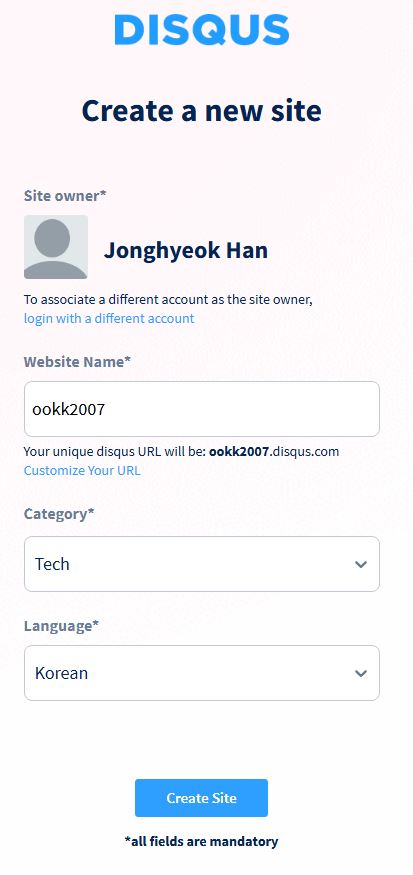 DISQUS
Create a new site
Site owner*
Jonghyeok Han
To associate a different account as the site owner,
login with a different account
Website Name*
ookk2007
Your unique disqus URL will be: ookk2007.disqus.com
Customize Your URL
Category*
Tech
Language*
Korean
Create Site
*all fields are mandatory